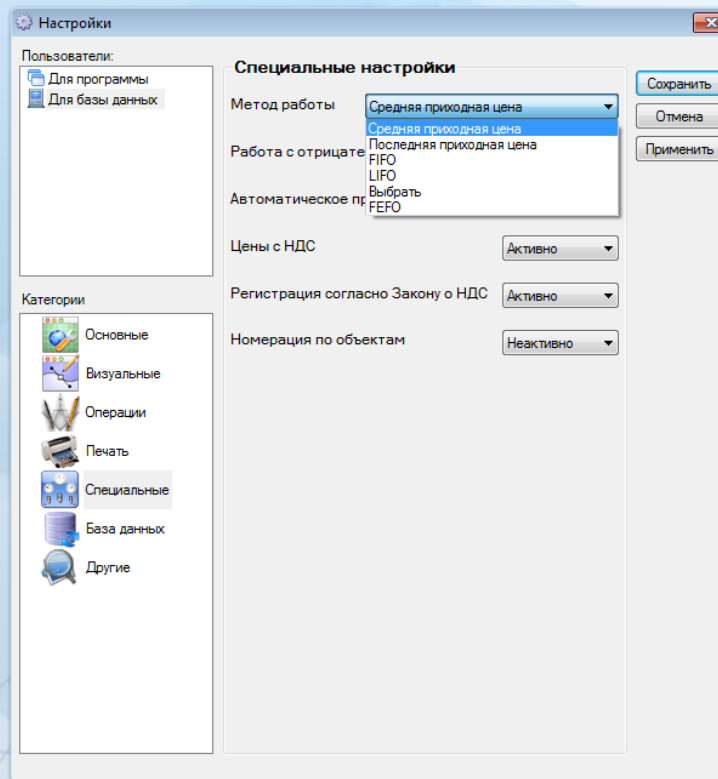 Настройки
Пользователи:
Для программы
Для базы данных
Специальные настройки
Метод работы
Средняя приходная цена
Средняя приходная цена
Последняя приходная цена
FIFO
LIFO
Выбрать
FEFO
Работа с
Автоматическое
Цены с НДС
Активно
Регистрация согласно Закону о НДС
Активно
Номерация по объектам
Неактивно
Сохранить
Отмена
Применить
Категории
Основные
Визуальные
Операции
Печать
Специальные
База данных
Другие